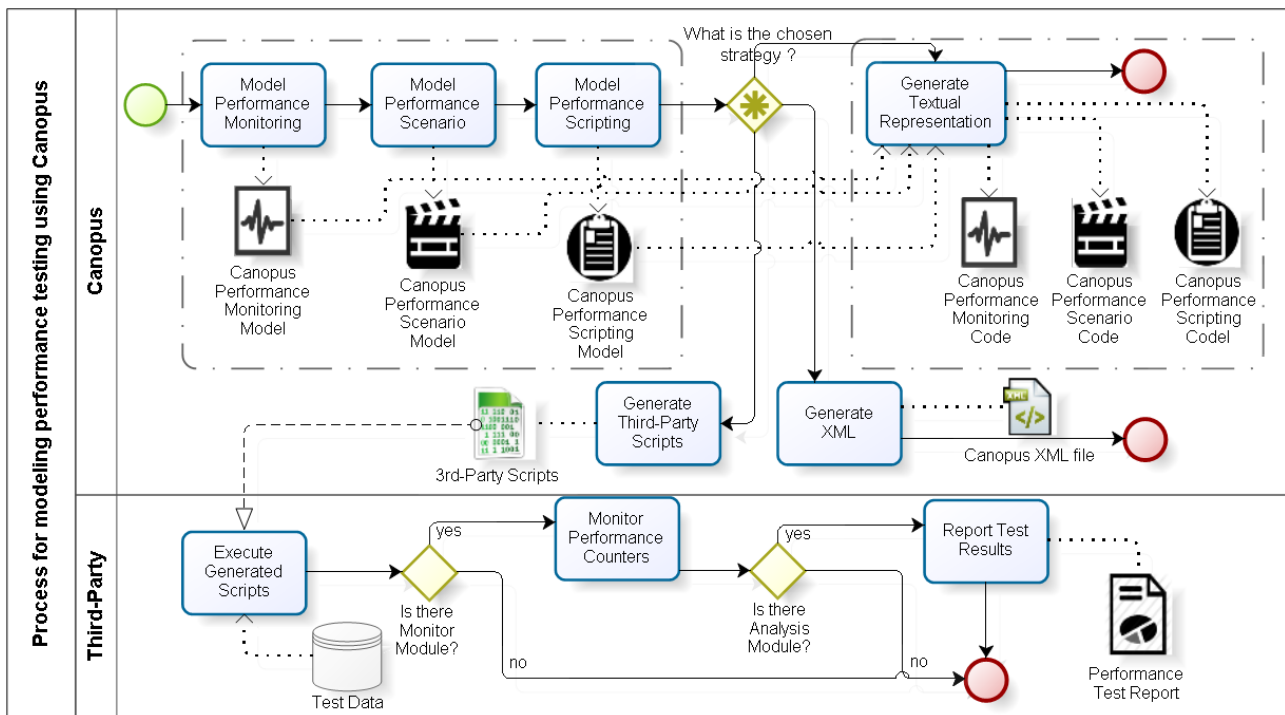 Process for modeling performance testing using Canopus
Canopus
What is the chosen
strategy ?
Model
Performance
Monitoring
Model
Performance
Scenario
Model
Performance
Scripting
Generate
Textual
Representation
Canopus
Performance
Monitoring
Model
Canopus
Performance
Scenario Model
Canopus
Performance
Scripting Model
Canopus
Performance
Monitoring
Code
Canopus
Performance
Scenario
Code
Canopus
Performance
Scripting
Codel
3rd-Party Scripts
Generate
Third-Party
Scripts
Generate
XML
XML
</>
Canopus XML file
Third-Party
Execute
Generated
Scripts
yes
Is there
Monitor
Module?
no
Monitor
Performance
Counters
yes
Is there
Analysis
Module?
no
Report Test
Results
Test Data
Performance
Test Report